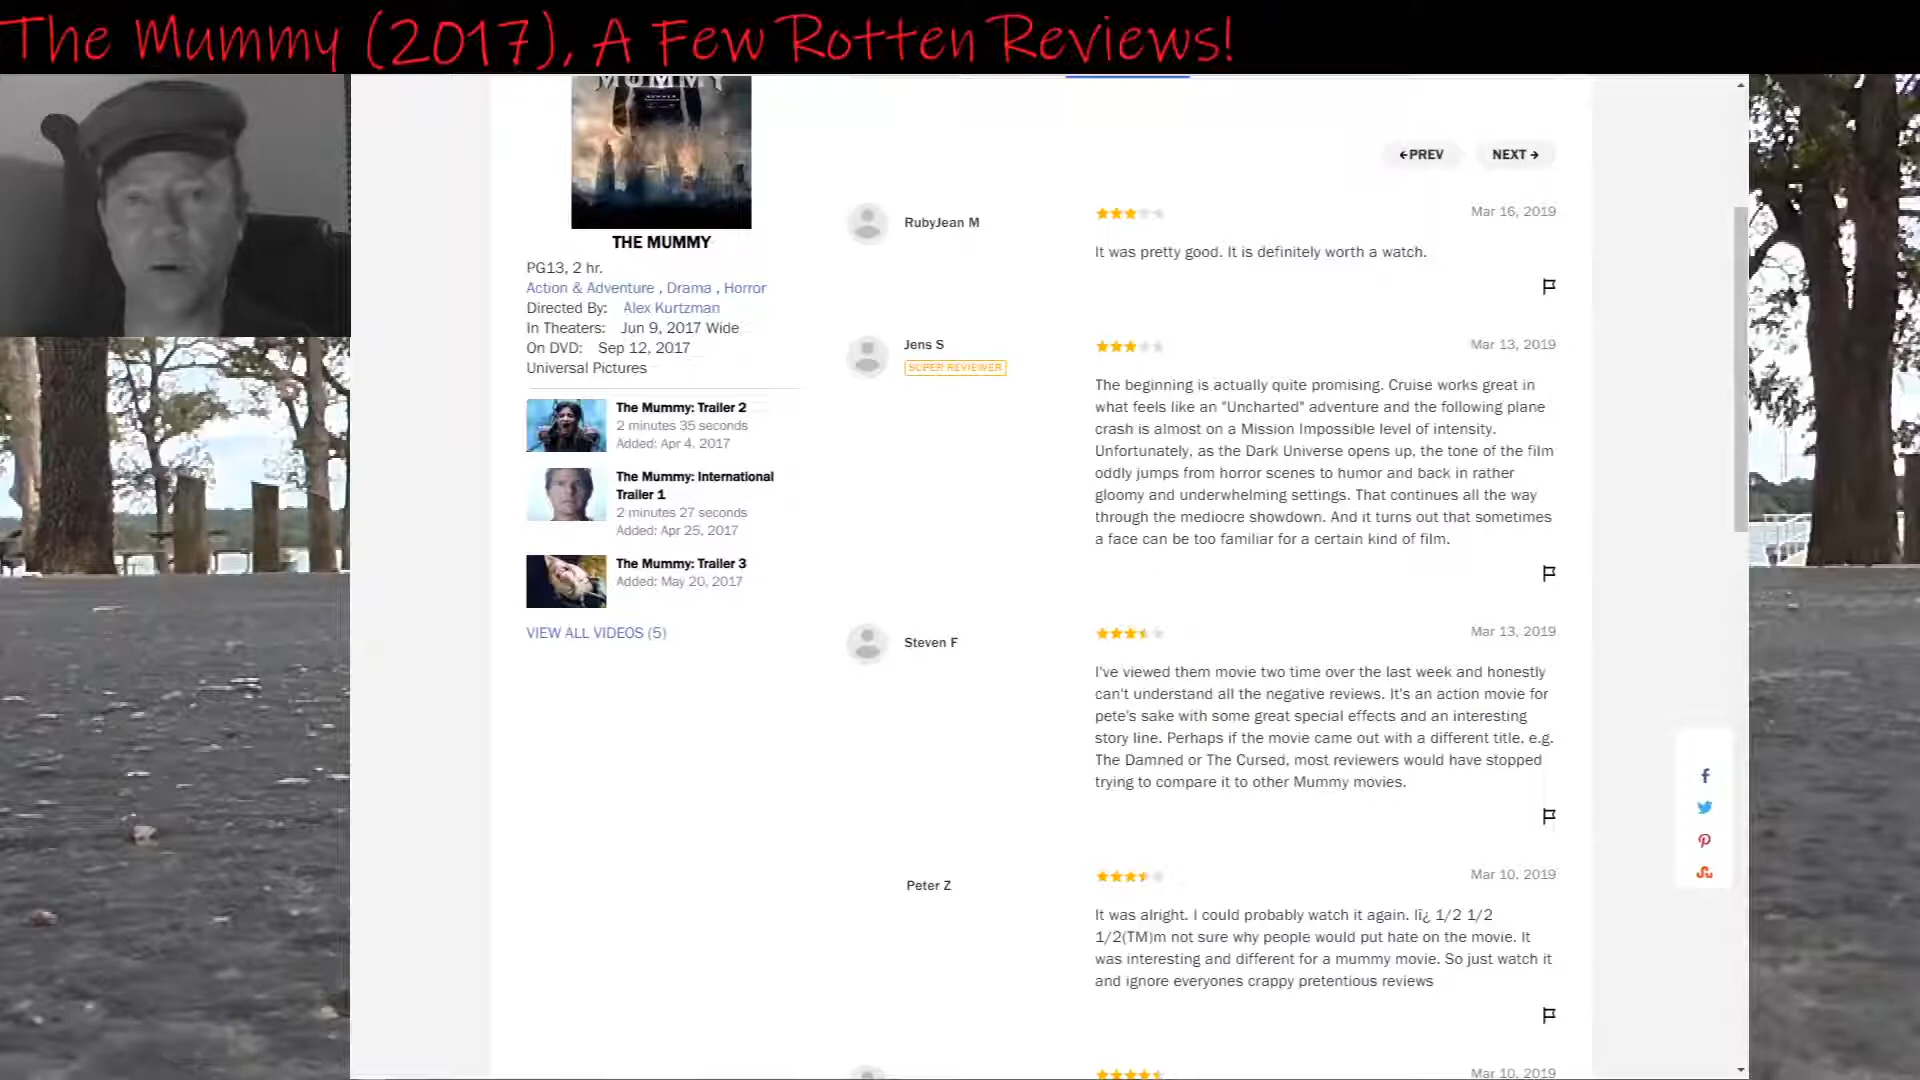 The Mummy (2017), A Few Rotten Reviews!
MUMMY
THE MUMMY
PG13, 2 hr.
Action & Adventure , Drama , Horror
Directed By: Alex Kurtzman
In Theaters: Jun 9, 2017 Wide
On DVD: Sep 12, 2017
Universal Pictures
The Mummy: Trailer 2
2 minutes 35 seconds
Added: Apr 4, 2017
The Mummy: International
Trailer 1
2 minutes 27 seconds
Added: Apr 25, 2017
The Mummy: Trailer 3
Added: May 20, 2017
VIEW ALL VIDEOS (5)
PREV NEXT
RubyJean M
Mar 16, 2019
It was pretty good. It is definitely worth a watch.
Jens S
SUPER REVIEWER
Mar 13, 2019
The beginning is actually quite promising. Cruise works great in
what feels like an "Uncharted" adventure and the following plane
crash is almost on a Mission Impossible level of intensity.
Unfortunately, as the Dark Universe opens up, the tone of the film
oddly jumps from horror scenes to humor and back in rather
gloomy and underwhelming settings. That continues all the way
through the mediocre showdown. And it turns out that sometimes
a face can be too familiar for a certain kind of film.
Steven F
Mar 13, 2019
I've viewed them movie two time over the last week and honestly
can't understand all the negative reviews. It's an action movie for
pete's sake with some great special effects and an interesting
story line. Perhaps if the movie came out with a different title, e.g.
The Damned or The Cursed, most reviewers would have stopped
trying to compare it to other Mummy movies.
Peter Z
Mar 10, 2019
It was alright. I could probably watch it again. Iï¿ 1/2 1/2
1/2(TM)m not sure why people would put hate on the movie. It
was interesting and different for a mummy movie. So just watch it
and ignore everyones crappy pretentious reviews
Mar 10, 2019